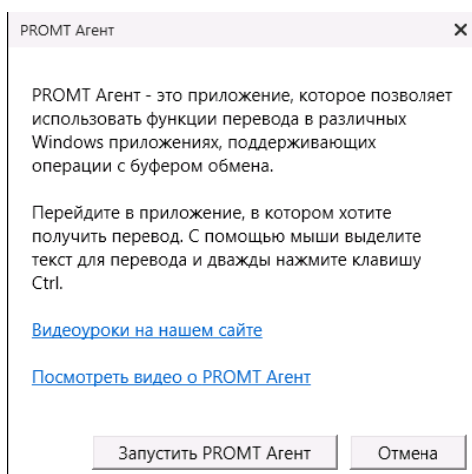 PROMT Агент
PROMT Агент - это приложение, которое позволяет
использовать функции перевода в различных
Windows приложениях, поддерживающих
операции с буфером обмена.
Перейдите в приложение, в котором хотите
получить перевод. С помощью мыши выделите
текст для перевода и дважды нажмите клавишу
Ctrl.
Видеоуроки на нашем сайте
Посмотреть видео о PROMT Агент
Запустить PROMT Агент Отмена